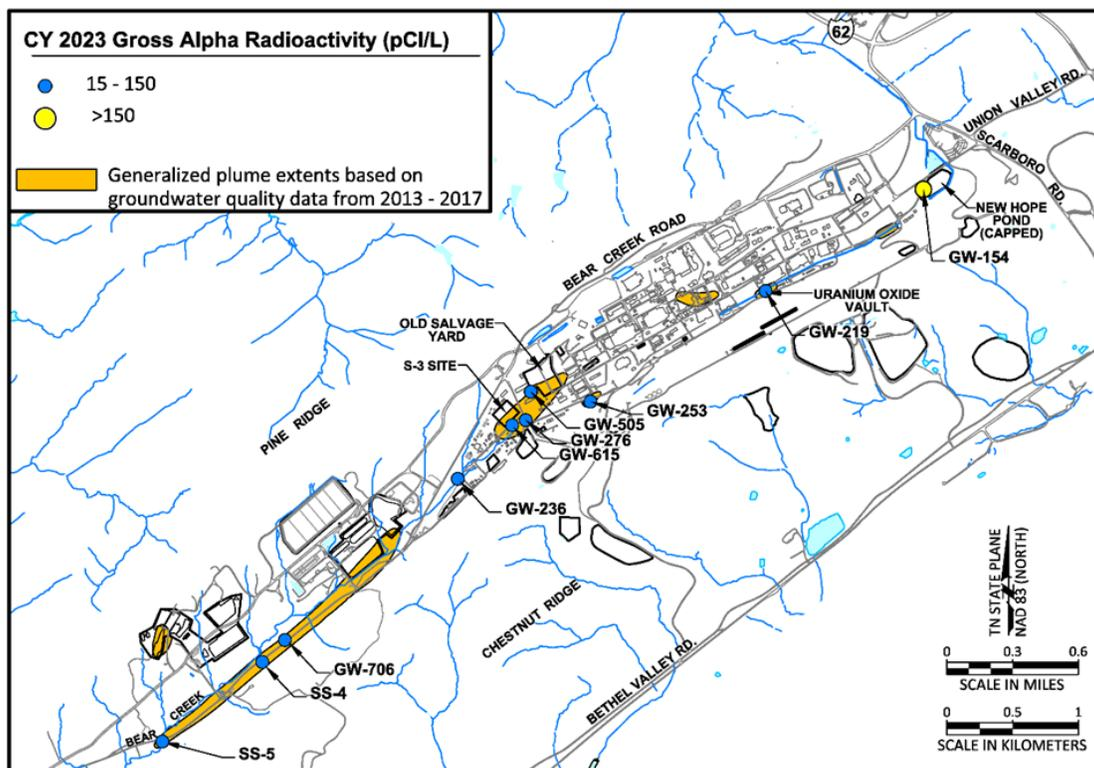 CY 2023 Gross Alpha Radioactivity (pCI/L)
15 - 150
>150
Generalized plume extents based on
groundwater quality data from 2013 - 2017
62
UNION VALLEY RD.
SCARBORO RD.
NEW HOPE
POND
(CAPPED)
GW-154
BEAR CREEK ROAD
URANIUM OXIDE
VAULT
GW-219
OLD SALVAGE
YARD
S-3 SITE
GW-253
GW-505
GW-276
GW-615
PINE RIDGE
GW-236
CHESTNUT RIDGE
BETHEL VALLEY RD.
GW-706
SS-4
BEAR CREEK
SS-5
TN STATE PLANE
NAD 83 (NORTH)
0 0.3 0.6
SCALE IN MILES
0 0.5 1
SCALE IN KILOMETERS